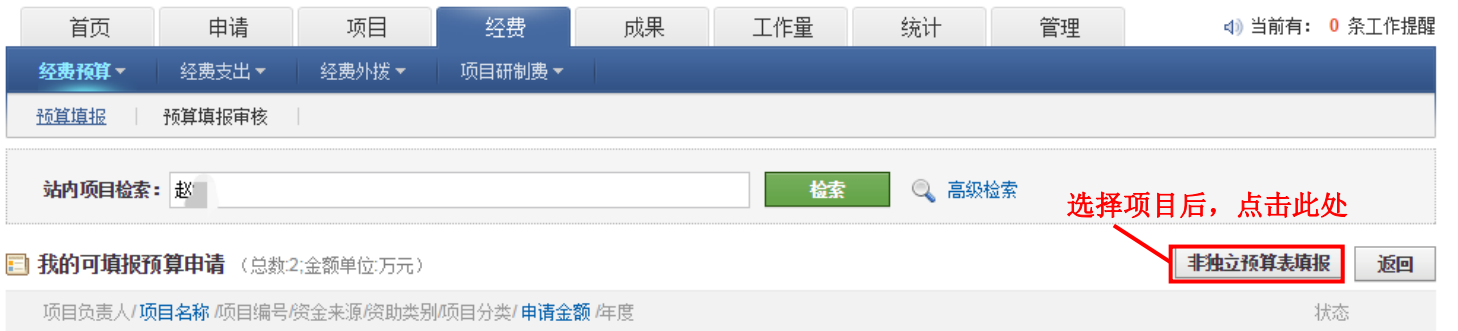 首页 申请 项目 经费 成果 工作量 统计 管理 当前有： 0 条工作提醒
经费预算 经费支出 经费外拨 项目研制费
预算填报 预算填报审核
站内项目检索： 赵 检索 高级检索
选择项目后，点击此处
我的可填报预算申请 （总数:2;金额单位:万元） 非独立预算表填报 返回
项目负责人/项目名称/项目编号/资金来源/资助类别/项目分类/申请金额/年度 状态